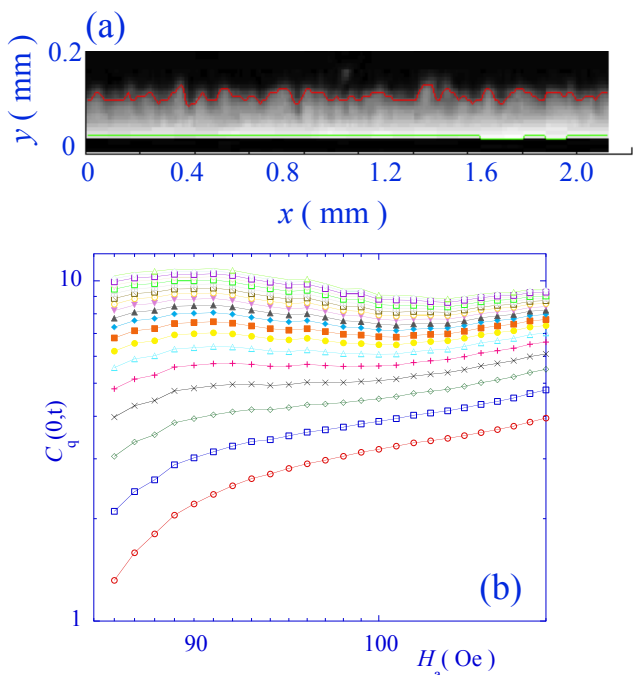 (a)
0.2
y ( mm )
0
0 0.4 0.8 1.2 1.6 2.0
x ( mm )
10
C_q(0,t)
1
(b)
90 100
H_a( Oe )